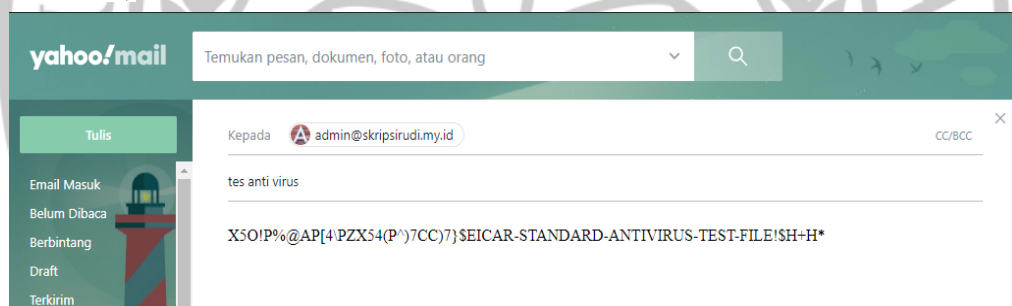 yahoo!mail
Temukan pesan, dokumen, foto, atau orang
Tulis
Kepada admin@skripsirudi.my.id CC/BCC
Email Masuk
tes anti virus
Belum Dibaca
Berbintang
X5O!P%@AP[4\PZX54(P^)7CC)7}$EICAR-STANDARD-ANTIVIRUS-TEST-FILE!$H+H*
Draft
Terkirim